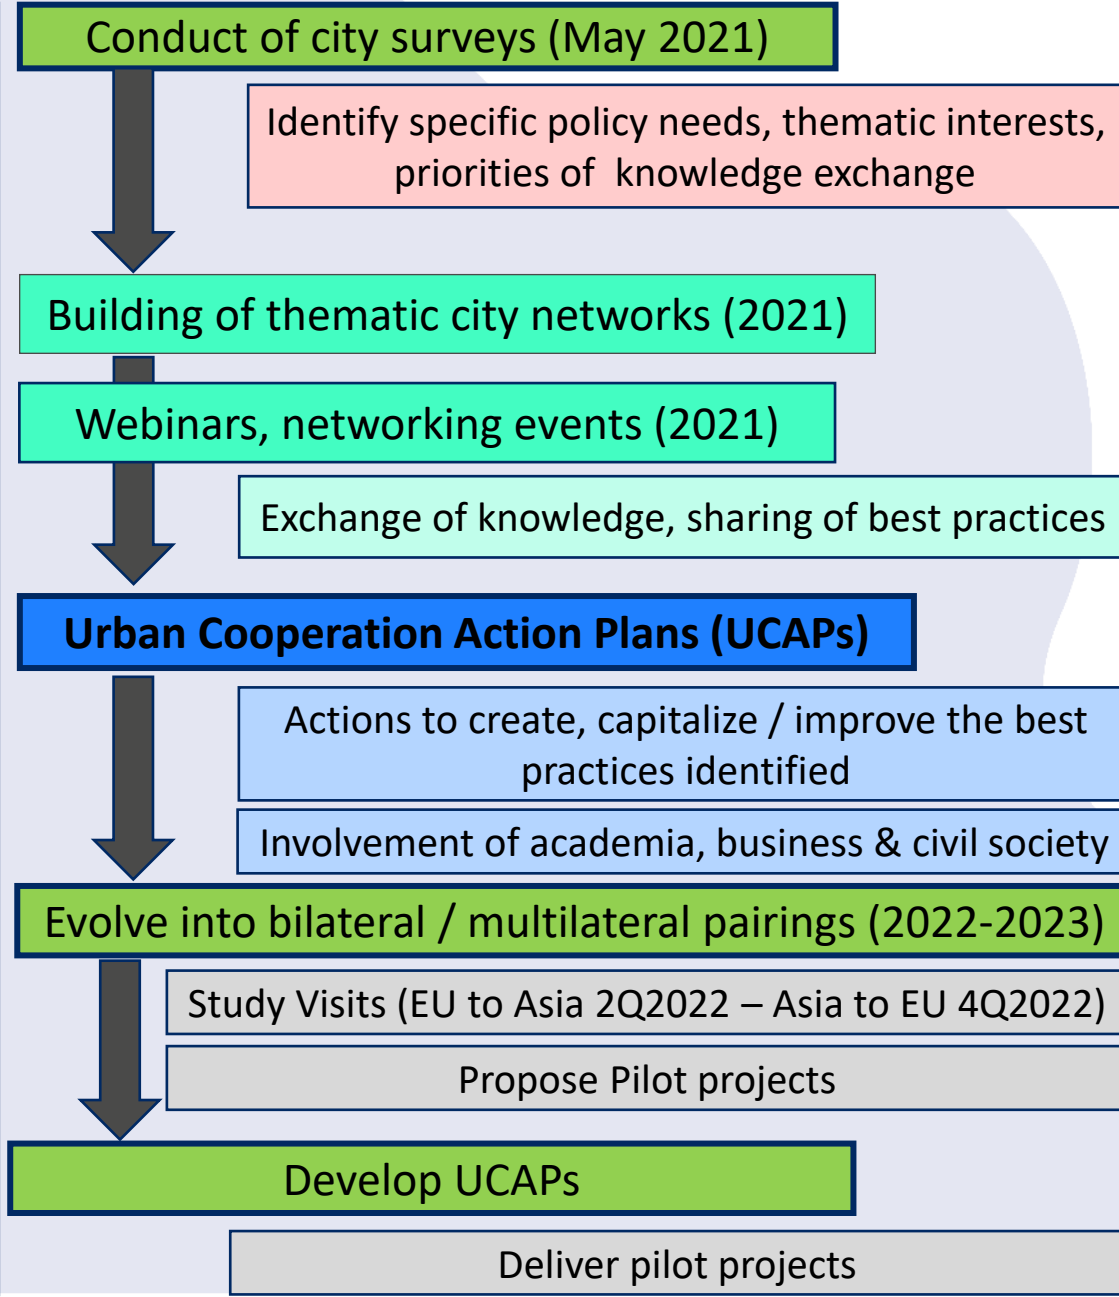 Conduct of city surveys (May 2021)
Identify specific policy needs, thematic interests,
priorities of knowledge exchange
Building of thematic city networks (2021)
Webinars, networking events (2021)
Exchange of knowledge, sharing of best practices
Urban Cooperation Action Plans (UCAPs)
Actions to create, capitalize / improve the best
practices identified
Involvement of academia, business & civil society
Evolve into bilateral / multilateral pairings (2022-2023)
Study Visits (EU to Asia 2Q2022 – Asia to EU 4Q2022)
Propose Pilot projects
Develop UCAPs
Deliver pilot projects